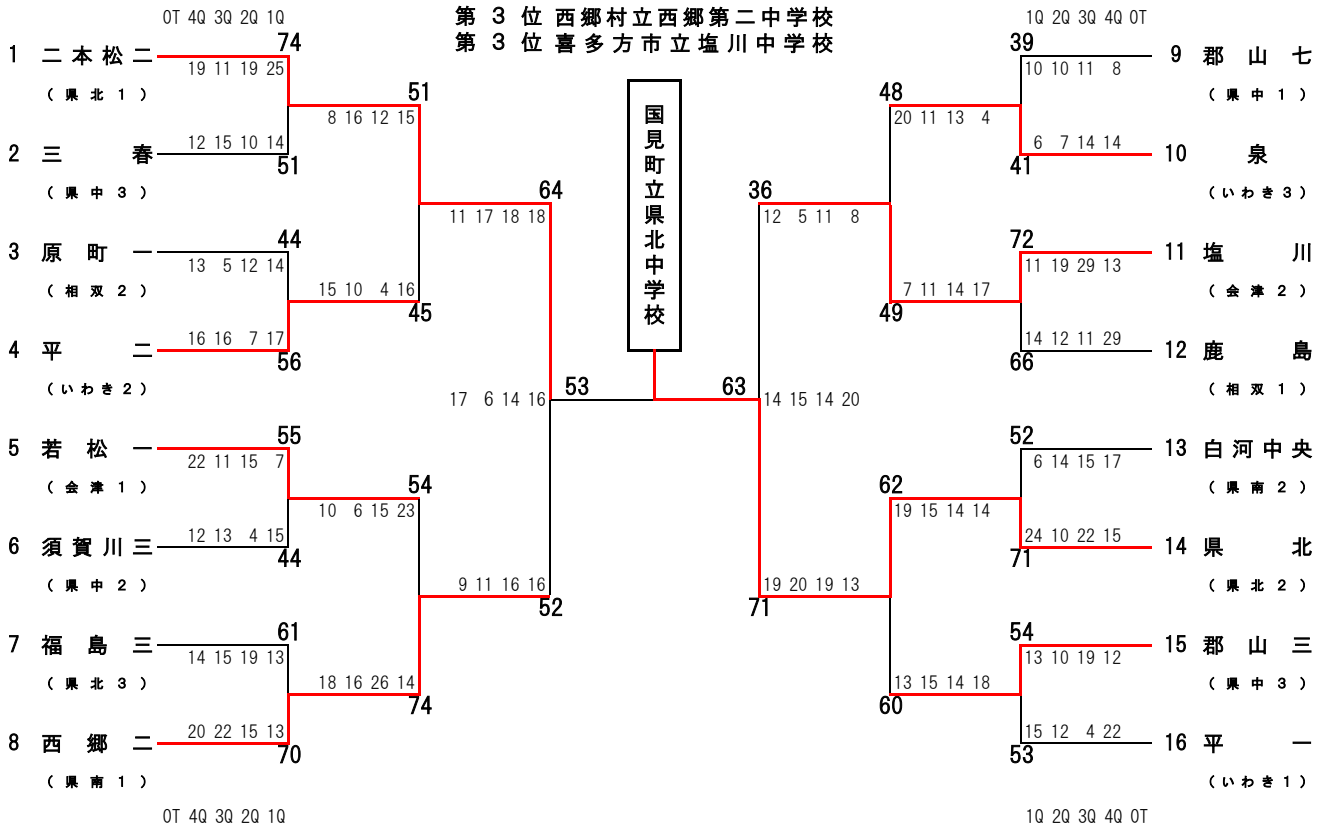 第 3 位 西郷村立西郷第二中学校
第 3 位 喜多方市立塩川中学校
OT 4Q 3Q 2Q 1Q
1 二本松二
74
19 11 19 25
(県北1)
51
8 16 12 15
12 15 10 14
2 三春
51
(県中3)
64
11 17 18 18
3 原町一
44
13 5 12 14
(相双2)
15 10 4 16
45
16 16 7 17
4 平二
56
(いわき2)
17 6 14 16
53
5 若松一
55
22 11 15 7
(会津1)
54
10 6 15 23
12 13 4 15
6 須賀川三
44
(県中2)
9 11 16 16
52
7 福島三
61
14 15 19 13
(県北3)
18 16 26 14
74
20 22 15 13
8 西郷二
70
(県南1)
OT 4Q 3Q 2Q 1Q
国見町立県北中学校
1Q 2Q 3Q 4Q OT
39
9 郡山七
10 10 11 8
(県中1)
48
20 11 13 4
6 7 14 14
41
10 泉
(いわき3)
36
12 5 11 8
72
11 塩川
11 19 29 13
(会津2)
7 11 14 17
49
14 12 11 29
66
12 鹿島
(相双1)
63
14 15 14 20
52
13 白河中央
6 14 15 17
(県南2)
62
19 15 14 14
24 10 22 15
71
14 県北
(県北2)
19 20 19 13
71
54
15 郡山三
13 10 19 12
(県中3)
13 15 14 18
60
15 12 4 22
53
16 平一
(いわき1)
1Q 2Q 3Q 4Q OT